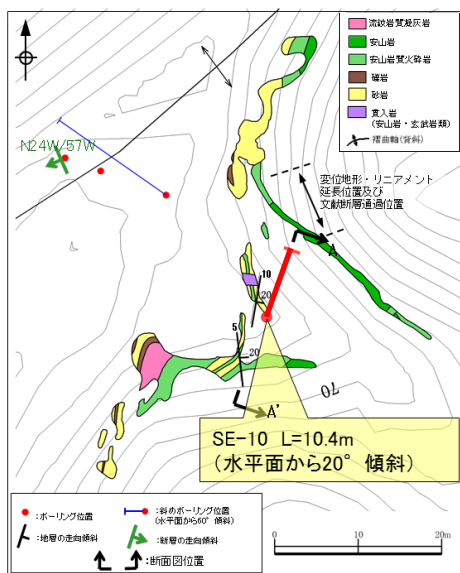 流紋岩質凝灰岩
安山岩
安山岩質火砕岩
礫岩
砂岩
貫入岩
(安山岩・玄武岩類)
褶曲軸(背斜)
N24W/57W
変位地形・リニアメント
延長位置及び
文献断層通過位置
A
10
20
5
20
70
A'
SE-10 L=10.4m
(水平面から20°傾斜)
:ボーリング位置
:斜めボーリング位置
(水平面から60°傾斜)
:地層の走向傾斜
:断層の走向傾斜
:断面図位置
0 10 20m